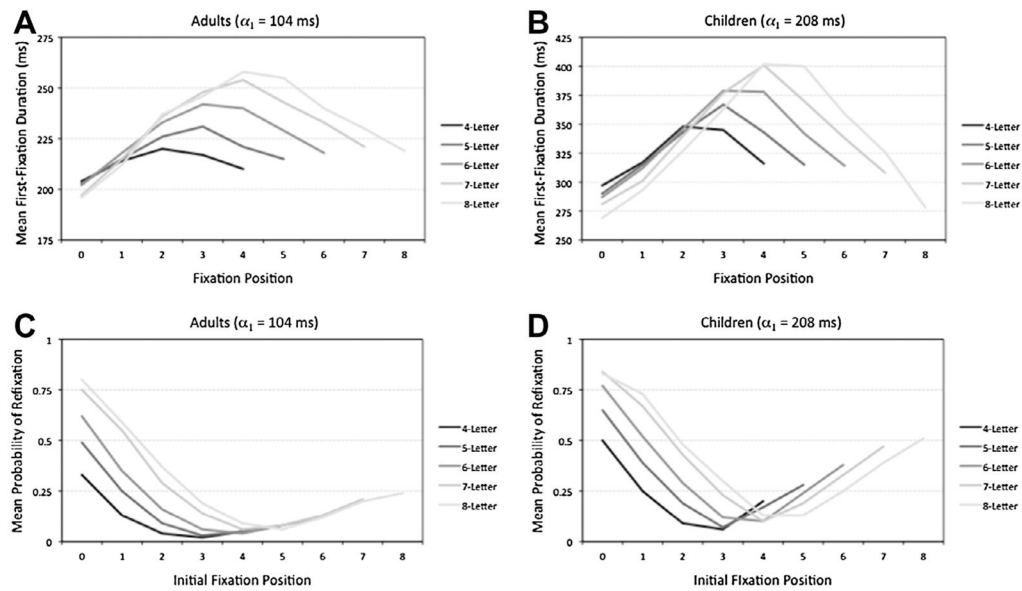 A
Adults (α1 = 104 ms)
Mean First-Fixation Duration (ms)
275
250
225
200
175
0 1 2 3 4 5 6 7 8
Fixation Position
4-Letter
5-Letter
6-Letter
7-Letter
8-Letter
B
Children (α1 = 208 ms)
Mean First-Fixation Duration (ms)
425
400
375
350
325
300
275
250
0 1 2 3 4 5 6 7 8
Fixation Position
4-Letter
5-Letter
6-Letter
7-Letter
8-Letter
C
Adults (α1 = 104 ms)
Mean Probability of Refixation
1
0.75
0.5
0.25
0
0 1 2 3 4 5 6 7 8
Initial Fixation Position
4-Letter
5-Letter
6-Letter
7-Letter
8-Letter
D
Children (α1 = 208 ms)
Mean Probability of Refixation
1
0.75
0.5
0.25
0
0 1 2 3 4 5 6 7 8
Initial FIxation Position
4-Letter
5-Letter
6-Letter
7-Letter
8-Letter